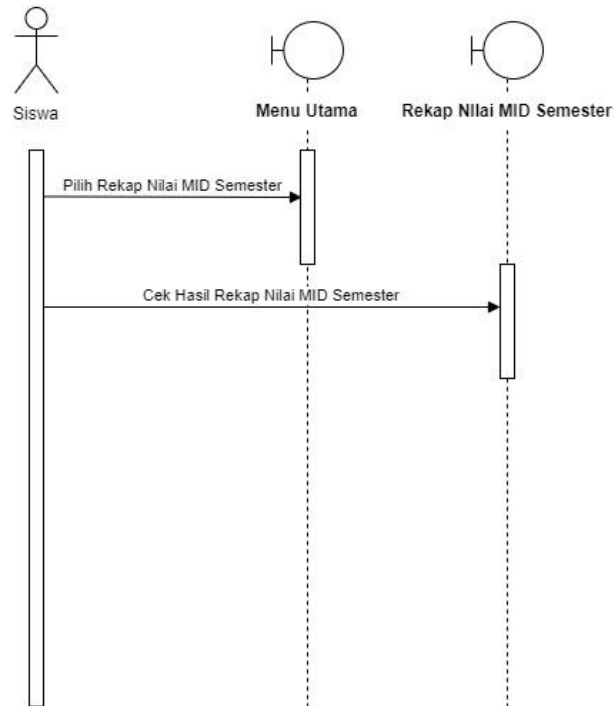 Siswa
Menu Utama
Rekap NIlai MID Semester
Pilih Rekap Nilai MID Semester
Cek Hasil Rekap Nilai MID Semester